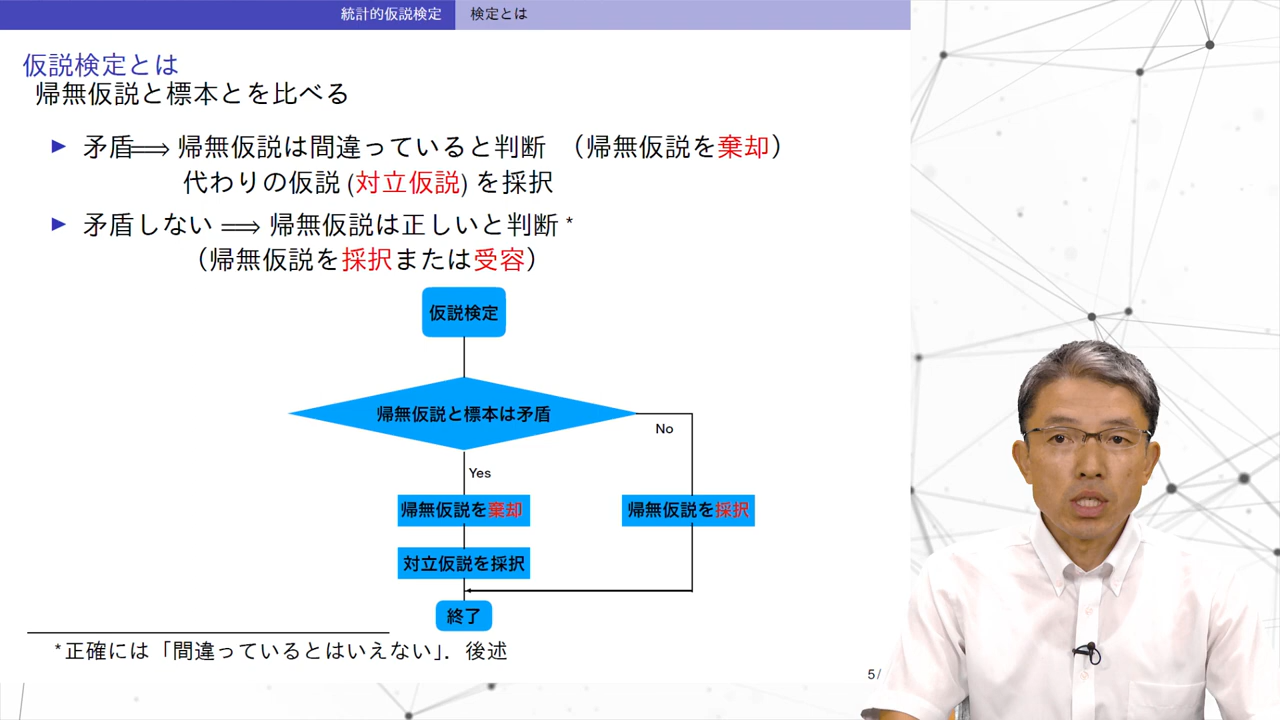 統計的仮説検定 検定とは
仮説検定とは
帰無仮説と標本とを比べる
▶ 矛盾⟹ 帰無仮説は間違っていると判断 （帰無仮説を棄却）
代わりの仮説 (対立仮説) を採択
▶ 矛盾しない ⟹ 帰無仮説は正しいと判断 *
（帰無仮説を採択または受容）
仮説検定
帰無仮説と標本は矛盾
No
Yes
帰無仮説を棄却 帰無仮説を採択
対立仮説を採択
終了
* 正確には「間違っているとはいえない」．後述
5/